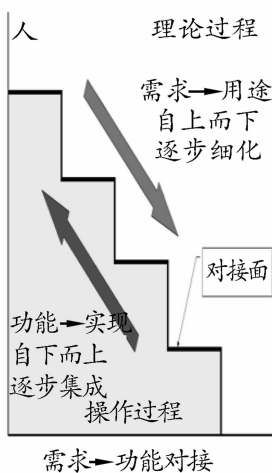 人
理论过程
需求→用途
自上而下
逐步细化
对接面
功能→实现
自下而上
逐步集成
操作过程
需求→功能对接